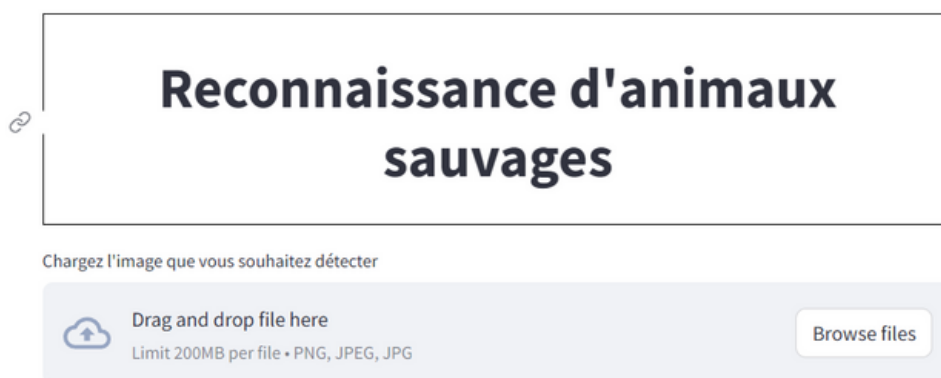 Reconnaissance d'animaux
sauvages
Chargez l'image que vous souhaitez détecter
Drag and drop file here
Limit 200MB per file • PNG, JPEG, JPG
Browse files